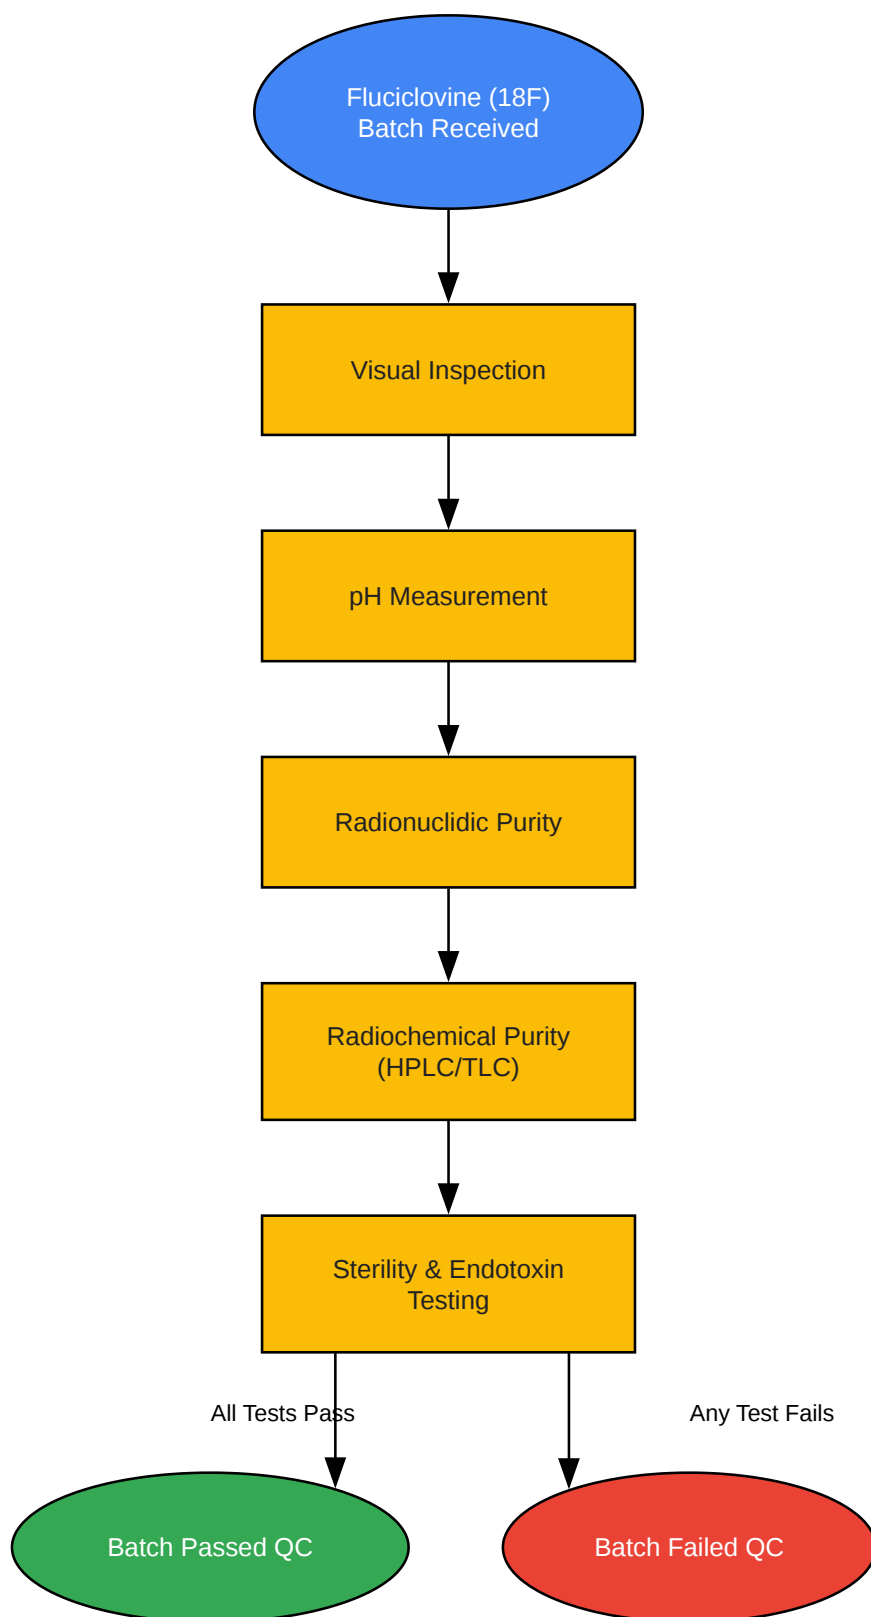 Fluciclovine (18F)
Batch Received
Visual Inspection
pH Measurement
Radionuclidic Purity
Radiochemical Purity
(HPLC/TLC)
Sterility & Endotoxin
Testing
All Tests Pass
Any Test Fails
Batch Passed QC
Batch Failed QC